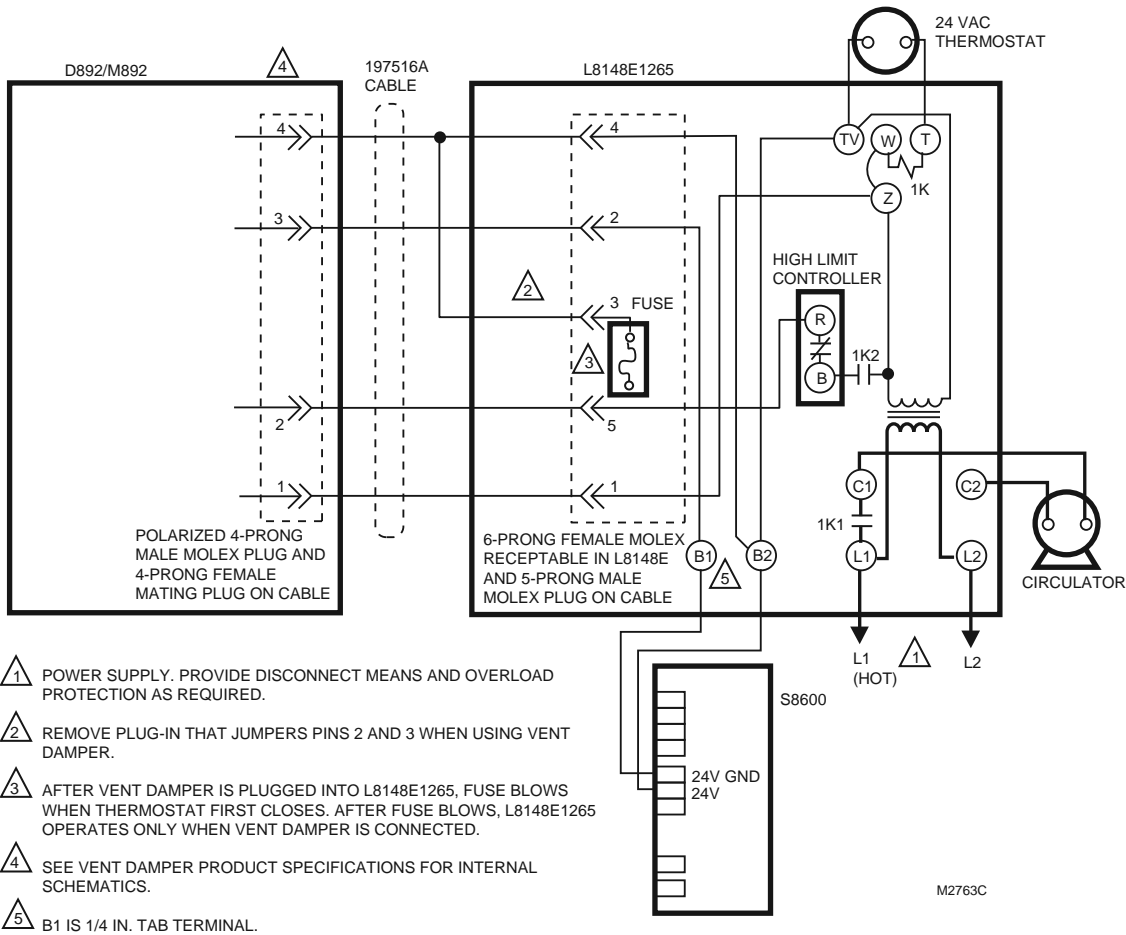 24 VAC
THERMOSTAT
D892/M892
4
197516A
CABLE
L8148E1265
4
4
TV
W
T
1K
Z
3
2
HIGH LIMIT
CONTROLLER
2
3
FUSE
R
3
1K2
B
2
5
1
1
C1
C2
1K1
POLARIZED 4-PRONG
MALE MOLEX PLUG AND
4-PRONG FEMALE
MATING PLUG ON CABLE
6-PRONG FEMALE MOLEX
RECEPTABLE IN L8148E
AND 5-PRONG MALE
MOLEX PLUG ON CABLE
B1
5
B2
L1
L2
CIRCULATOR
L1
(HOT)
1
L2
S8600
24V GND
24V
1 POWER SUPPLY. PROVIDE DISCONNECT MEANS AND OVERLOAD
PROTECTION AS REQUIRED.
2 REMOVE PLUG-IN THAT JUMPERS PINS 2 AND 3 WHEN USING VENT
DAMPER.
3 AFTER VENT DAMPER IS PLUGGED INTO L8148E1265, FUSE BLOWS
WHEN THERMOSTAT FIRST CLOSES. AFTER FUSE BLOWS, L8148E1265
OPERATES ONLY WHEN VENT DAMPER IS CONNECTED.
4 SEE VENT DAMPER PRODUCT SPECIFICATIONS FOR INTERNAL
SCHEMATICS.
5 B1 IS 1/4 IN. TAB TERMINAL.
M2763C